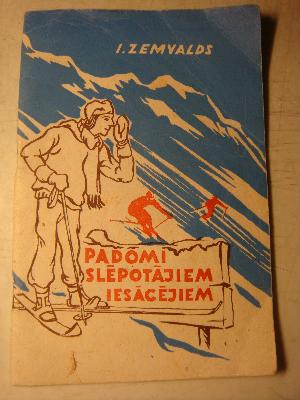 I. ZEMVALDS
PADOMI
SLĒPOTĀJIEM
IESĀCĒJIEM